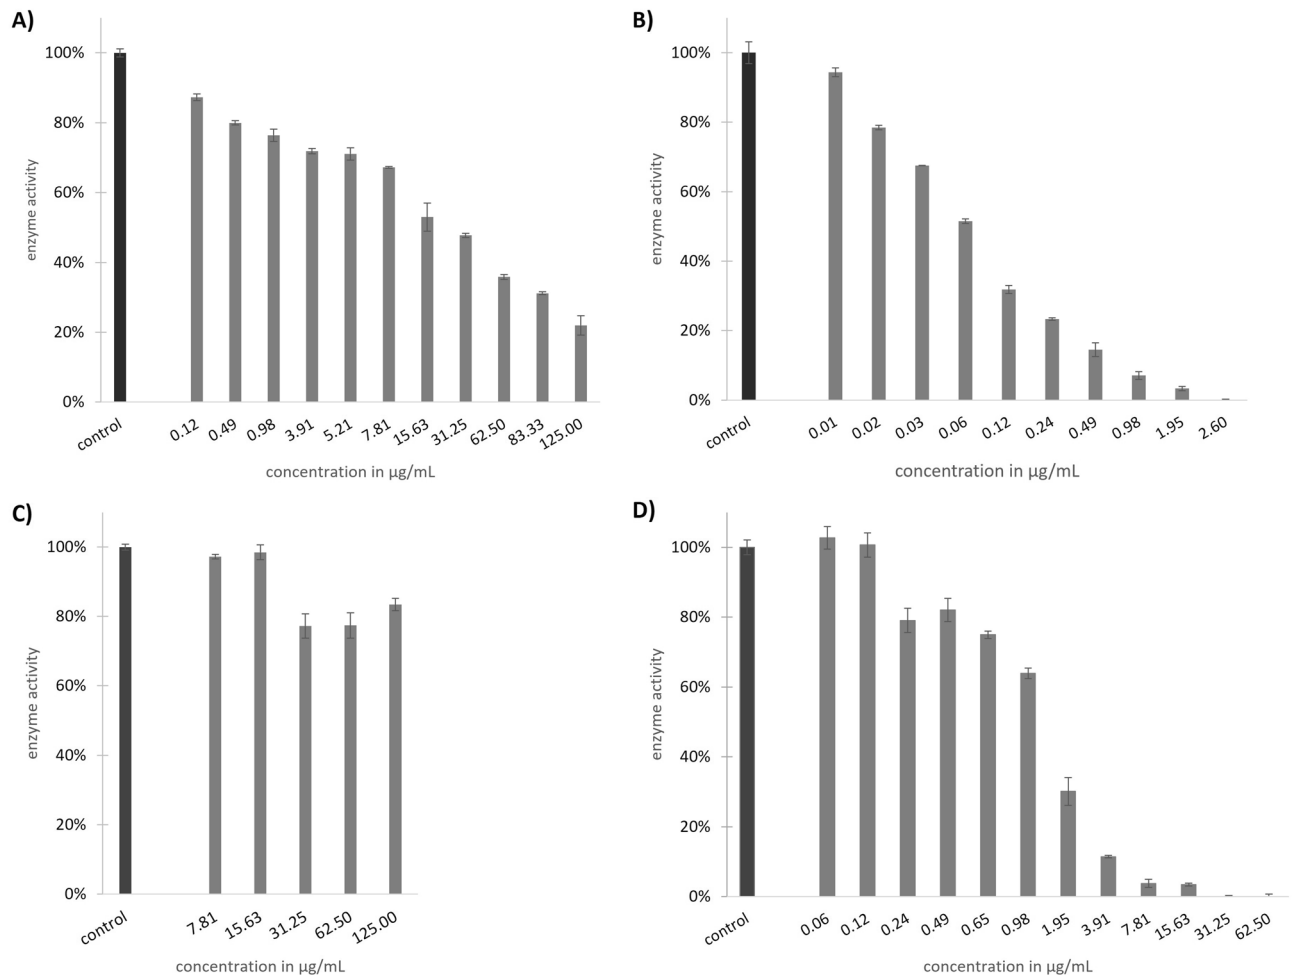 A)
100%
80%
60%
40%
20%
0%
enzyme activity
control 0.12 0.49 0.98 3.91 5.21 7.81 15.63 31.25 62.50 83.33 125.00
concentration in µg/mL
B)
100%
80%
60%
40%
20%
0%
enzyme activity
control 0.01 0.02 0.03 0.06 0.12 0.24 0.49 0.98 1.95 2.60
concentration in µg/mL
C)
100%
80%
60%
40%
20%
0%
enzyme activity
control 7.81 15.63 31.25 62.50 125.00
concentration in µg/mL
D)
100%
80%
60%
40%
20%
0%
enzyme activity
control 0.06 0.12 0.24 0.49 0.65 0.98 1.95 3.91 7.81 15.63 31.25 62.50
concentration in µg/mL